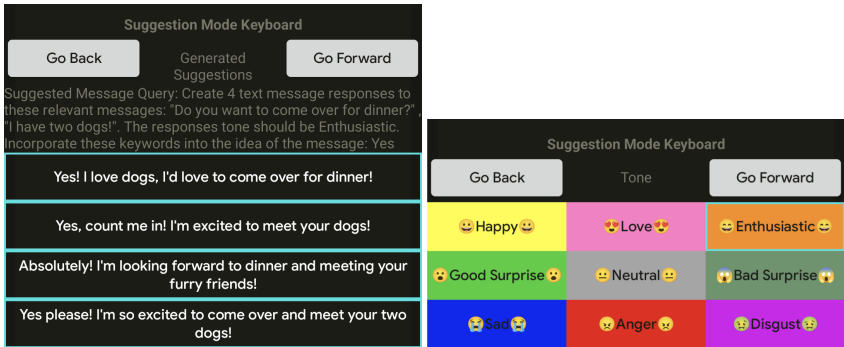 Suggestion Mode Keyboard
Go Back
Generated
Suggestions
Go Forward
Suggested Message Query: Create 4 text message responses to
these relevant messages: "Do you want to come over for dinner?" ,
"I have two dogs!". The responses tone should be Enthusiastic.
Incorporate these keywords into the idea of the message: Yes
Yes! I love dogs, I'd love to come over for dinner!
Yes, count me in! I'm excited to meet your dogs!
Absolutely! I'm looking forward to dinner and meeting your
furry friends!
Yes please! I'm so excited to come over and meet your two
dogs!
Suggestion Mode Keyboard
Go Back
Tone
Go Forward
😀Happy😀
😍Love😍
😄Enthusiastic😄
😮Good Surprise😮
😐Neutral😐
😱Bad Surprise😱
😭Sad😭
😠Anger😠
🤢Disgust🤢